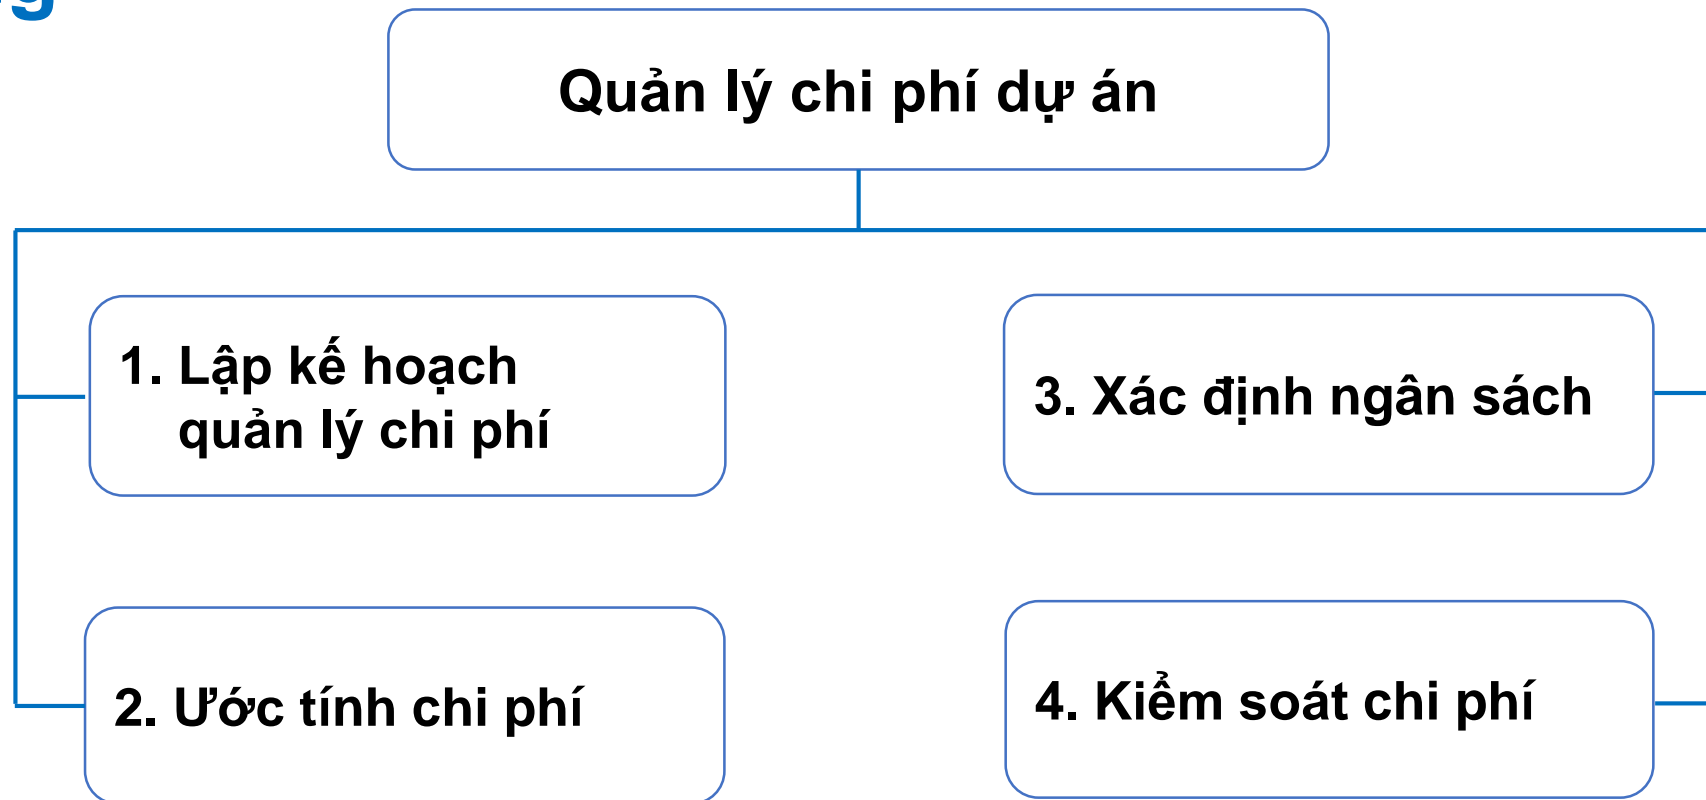 Quản lý chi phí dự án
1. Lập kế hoạch
quản lý chi phí
3. Xác định ngân sách
2. Ước tính chi phí
4. Kiểm soát chi phí